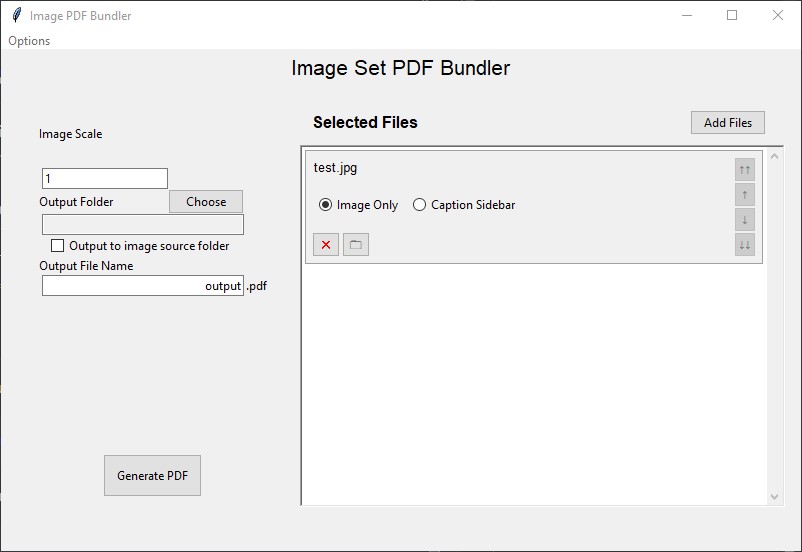 Image PDF Bundler
Options
Image Set PDF Bundler
Image Scale
1
Output Folder
Choose
Output to image source folder
Output File Name
output .pdf
Generate PDF
Selected Files
Add Files
test.jpg
↑↑
↑
↓
↓↓
Image Only
Caption Sidebar